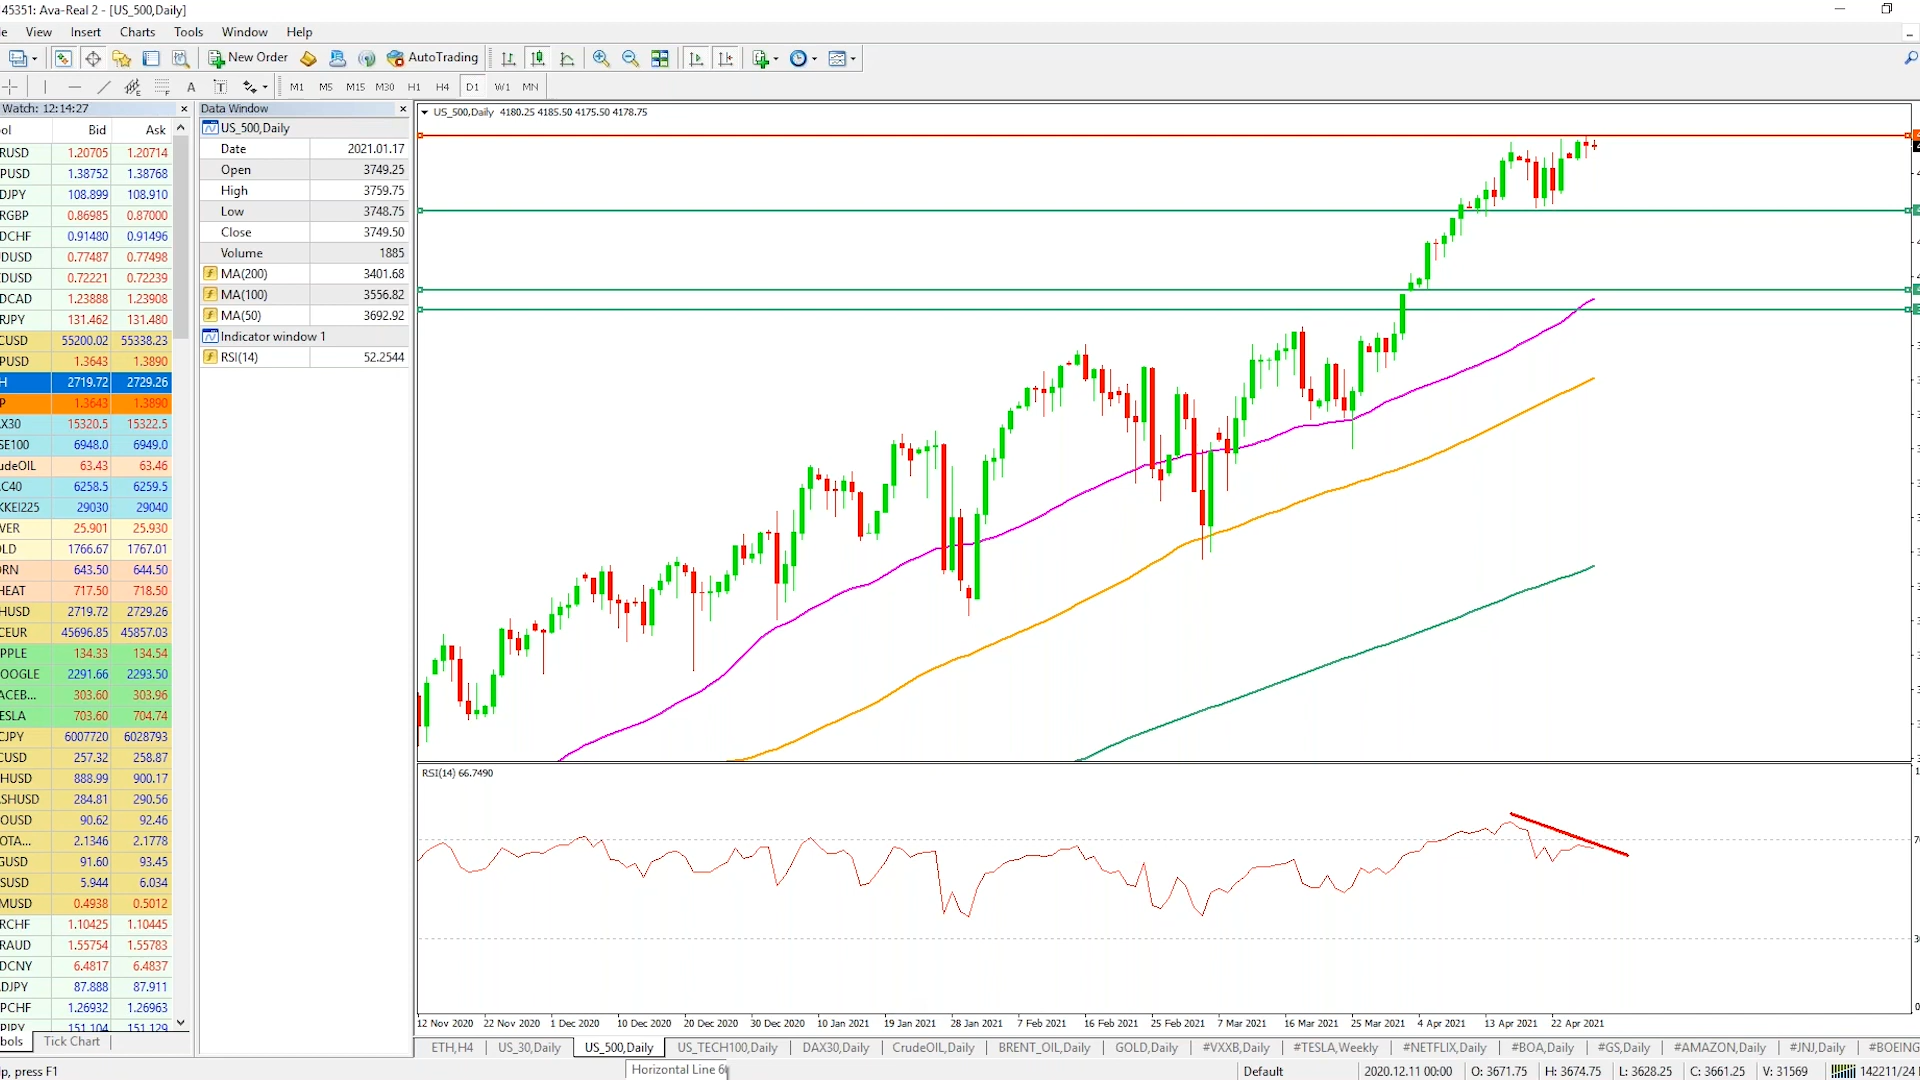 45351: Ava-Real 2 - [US_500,Daily]
View Insert Charts Tools Window Help
New Order AutoTrading
A T M1 M5 M15 M30 H1 H4 D1 W1 MN
Watch: 12:14:27
Bid Ask
RUSD 1.20705 1.20714
PUSD 1.38752 1.38768
DJPY 108.899 108.910
RGBP 0.86985 0.87000
DCHF 0.91480 0.91496
DUSD 0.77487 0.77498
ZDUSD 0.72221 0.72239
DCAD 1.23888 1.23908
RJPY 131.462 131.480
CUSD 55200.02 55338.23
PUSD 1.3643 1.3890
H 2719.72 2729.26
P 1.3643 1.3890
X30 15320.5 15322.5
SE100 6948.0 6949.0
udeOIL 63.43 63.46
C40 6258.5 6259.5
KKEI225 29030 29040
VER 25.901 25.930
LD 1766.67 1767.01
RN 643.50 644.50
HEAT 717.50 718.50
HUSD 2719.72 2729.26
CEUR 45696.85 45857.03
PPLE 134.33 134.54
OOGLE 2291.66 2293.50
ACEB... 303.60 303.96
ESLA 703.60 704.74
CJPY 6007720 6028793
CUSD 257.32 258.87
HUSD 888.99 900.17
ASHUSD 284.81 290.56
OUSD 90.62 92.46
OTA... 2.1346 2.1778
GUSD 91.60 93.45
SUSD 5.944 6.034
MUSD 0.4938 0.5012
RCHF 1.10425 1.10445
RAUD 1.55754 1.55783
DCNY 6.4817 6.4837
DJPY 87.888 87.911
PCHF 1.26932 1.26963
PJPY 151.104 151.129
bols Tick Chart
Data Window
US_500,Daily
Date 2021.01.17
Open 3749.25
High 3759.75
Low 3748.75
Close 3749.50
Volume 1885
MA(200) 3401.68
MA(100) 3556.82
MA(50) 3692.92
Indicator window 1
RSI(14) 52.2544
US_500,Daily 4180.25 4185.50 4175.50 4178.75
RSI(14) 66.7490
12 Nov 2020 22 Nov 2020 1 Dec 2020 10 Dec 2020 20 Dec 2020 30 Dec 2020 10 Jan 2021 19 Jan 2021 28 Jan 2021 7 Feb 2021 16 Feb 2021 25 Feb 2021 7 Mar 2021 16 Mar 2021 25 Mar 2021 4 Apr 2021 13 Apr 2021 22 Apr 2021
ETH,H4 US_30,Daily US_500,Daily US_TECH100,Daily DAX30,Daily CrudeOIL,Daily BRENT_OIL,Daily GOLD,Daily #VXXB,Daily #TESLA,Weekly #NETFLIX,Daily #BOA,Daily #GS,Daily #AMAZON,Daily #JNJ,Daily #BOEING
p, press F1 Horizontal Line Default 2020.12.11 00:00 O: 3671.75 H: 3674.75 L: 3628.25 C: 3661.25 V: 31569 142211/24